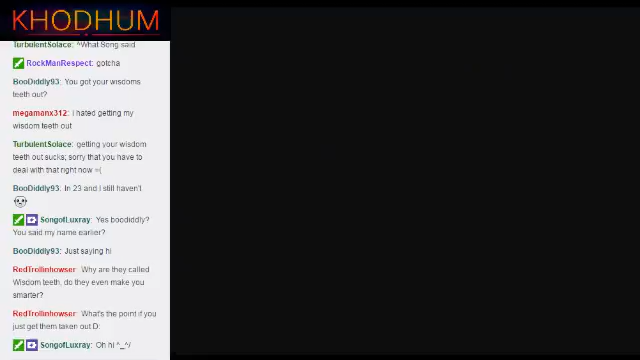 KHODHUM
TurbulentSolace: ^What Song said
RockManRespect: gotcha
BooDiddly93: You got your wisdoms
teeth out?
megamanx312: I hated getting my
wisdom teeth out
TurbulentSolace: getting your wisdom
teeth out sucks; sorry that you have to
deal with that right now =(
BooDiddly93: In 23 and I still haven't
SongofLuxray: Yes boodiddly?
You said my name earlier?
BooDiddly93: Just saying hi
RedTrollinhowser: Why are they called
Wisdom teeth, do they even make you
smarter?
RedTrollinhowser: What's the point if you
just get them taken out D:
SongofLuxray: Oh hi ^_^/